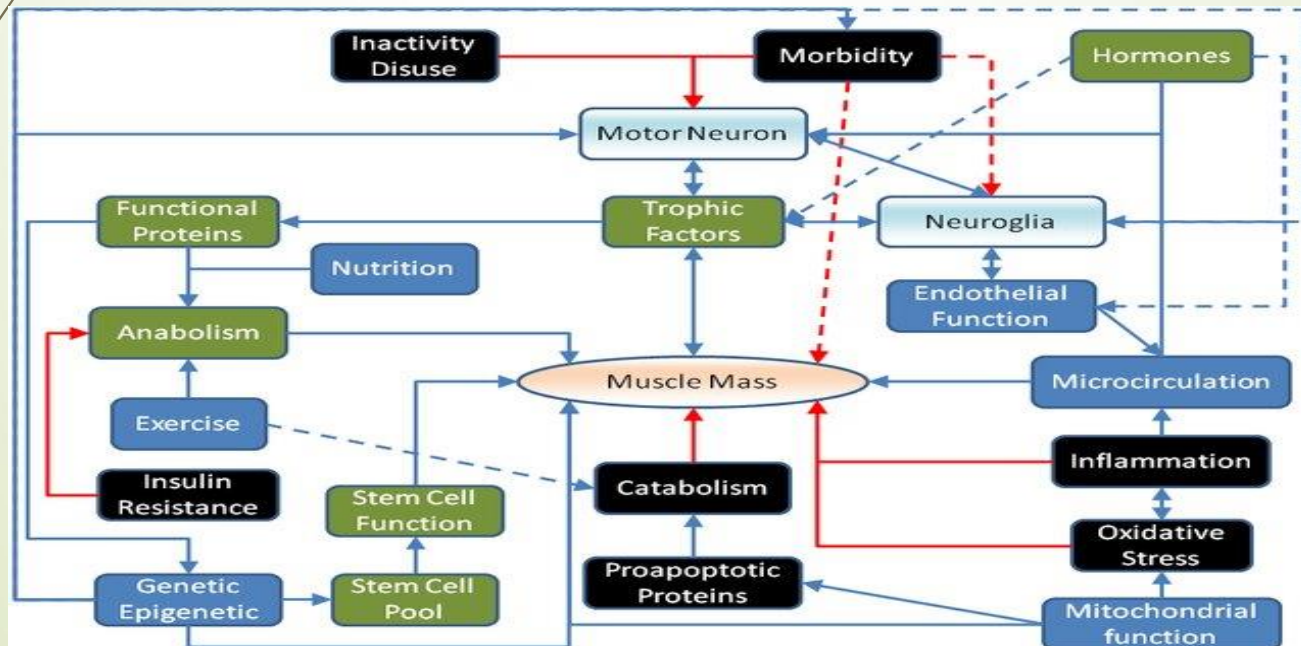 Inactivity
Disuse
Morbidity
Hormones
Motor Neuron
Functional
Proteins
Trophic
Factors
Neuroglia
Nutrition
Endothelial
Function
Anabolism
Muscle Mass
Microcirculation
Exercise
Inflammation
Insulin
Resistance
Stem Cell
Function
Catabolism
Oxidative
Stress
Genetic
Epigenetic
Stem Cell
Pool
Proapoptotic
Proteins
Mitochondrial
function